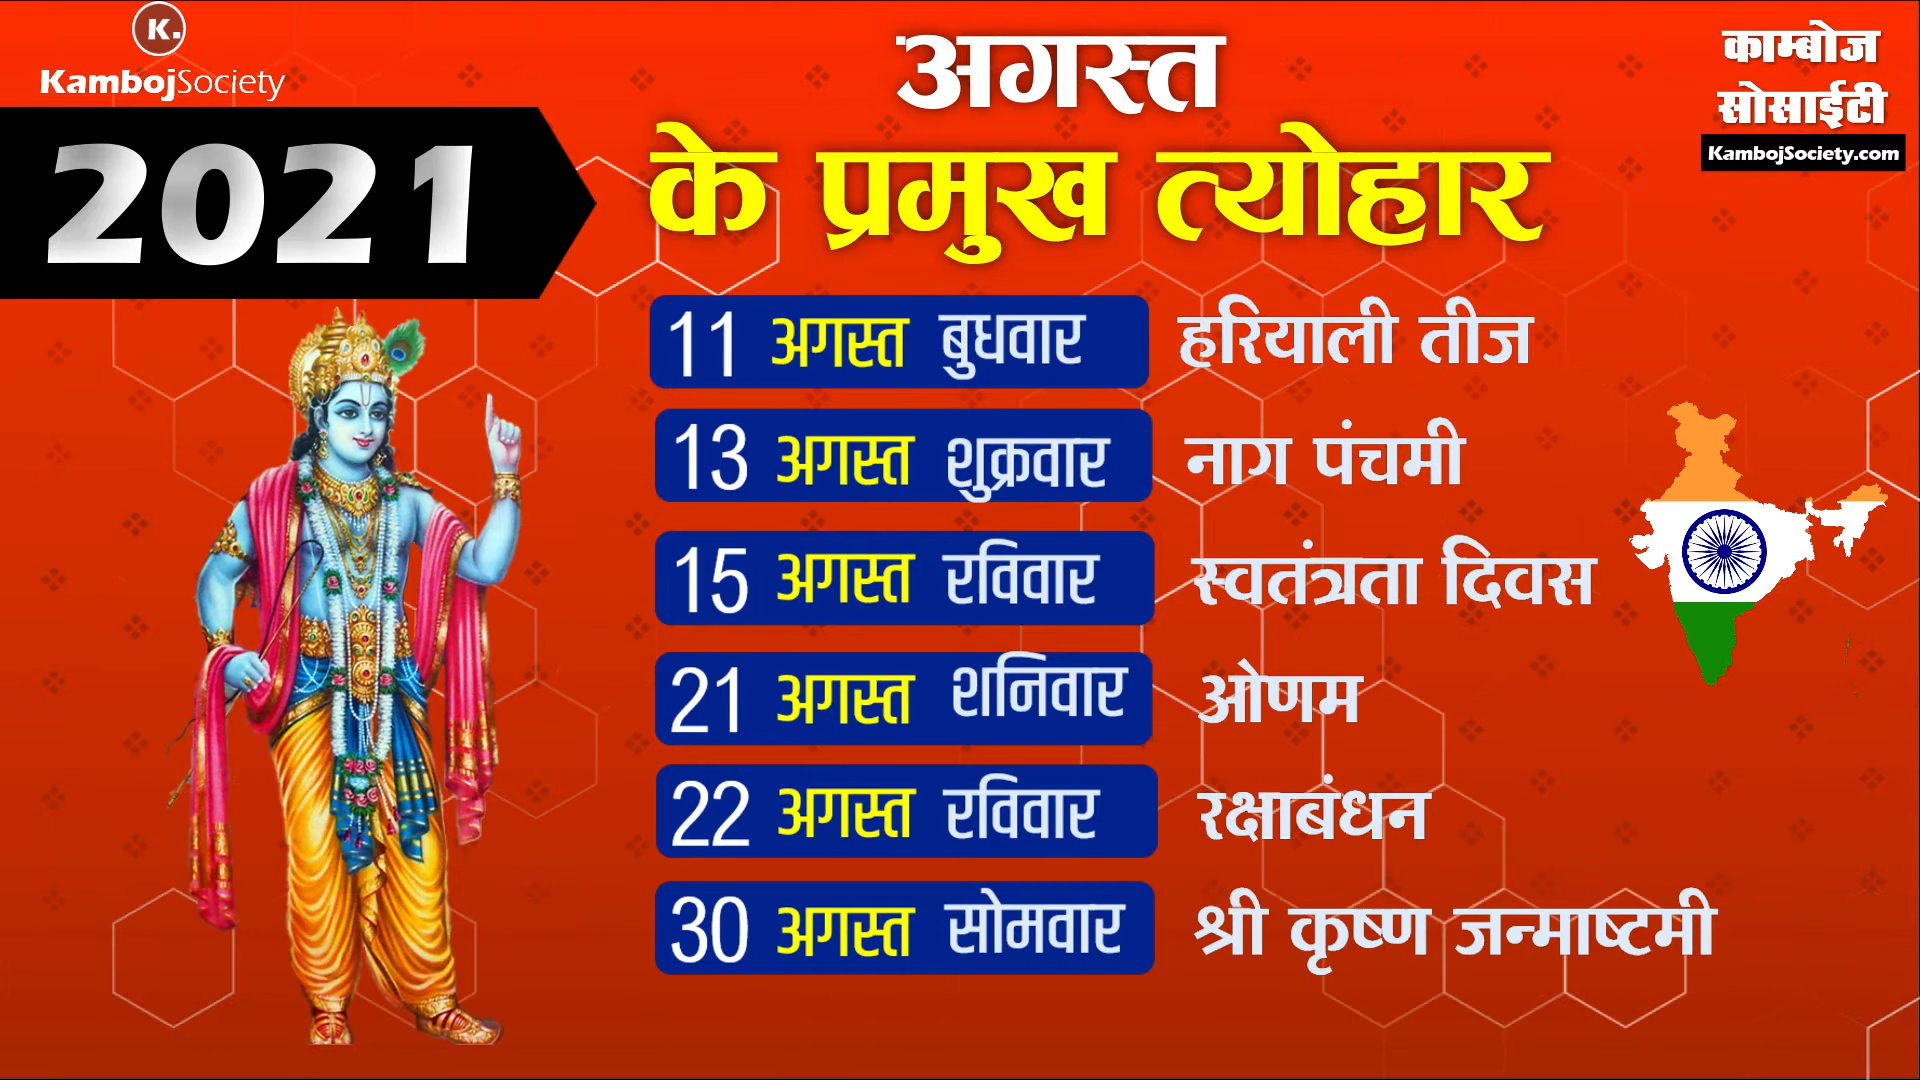 K.
KambojSociety
2021
अगस्त
के प्रमुख त्योहार
काम्बोज
सोसाईटी
KambojSociety.com
11 अगस्त बुधवार हरियाली तीज
13 अगस्त शुक्रवार नाग पंचमी
15 अगस्त रविवार स्वतंत्रता दिवस
21 अगस्त शनिवार ओणम
22 अगस्त रविवार रक्षाबंधन
30 अगस्त सोमवार श्री कृष्ण जन्माष्टमी